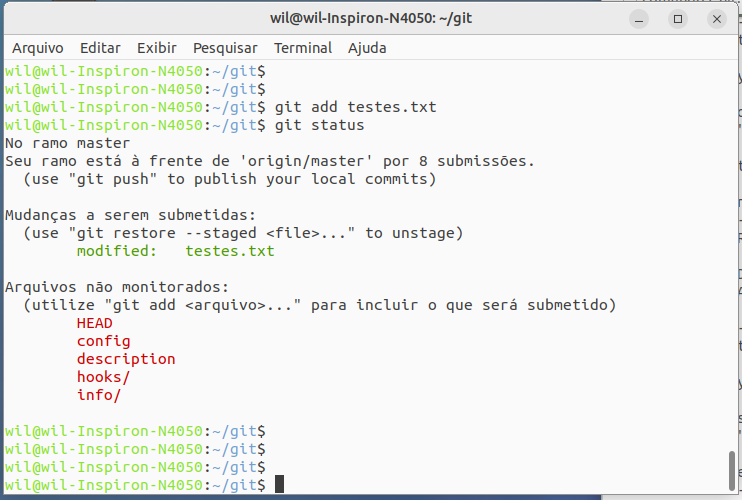 wil@wil-Inspiron-N4050: ~/git
Arquivo Editar Exibir Pesquisar Terminal Ajuda
wil@wil-Inspiron-N4050:~/git$
wil@wil-Inspiron-N4050:~/git$
wil@wil-Inspiron-N4050:~/git$ git add testes.txt
wil@wil-Inspiron-N4050:~/git$ git status
No ramo master
Seu ramo está à frente de 'origin/master' por 8 submissões.
  (use "git push" to publish your local commits)

Mudanças a serem submetidas:
  (use "git restore --staged <file>..." to unstage)
        modified:   testes.txt

Arquivos não monitorados:
  (utilize "git add <arquivo>..." para incluir o que será submetido)
        HEAD
        config
        description
        hooks/
        info/

wil@wil-Inspiron-N4050:~/git$
wil@wil-Inspiron-N4050:~/git$
wil@wil-Inspiron-N4050:~/git$
wil@wil-Inspiron-N4050:~/git$